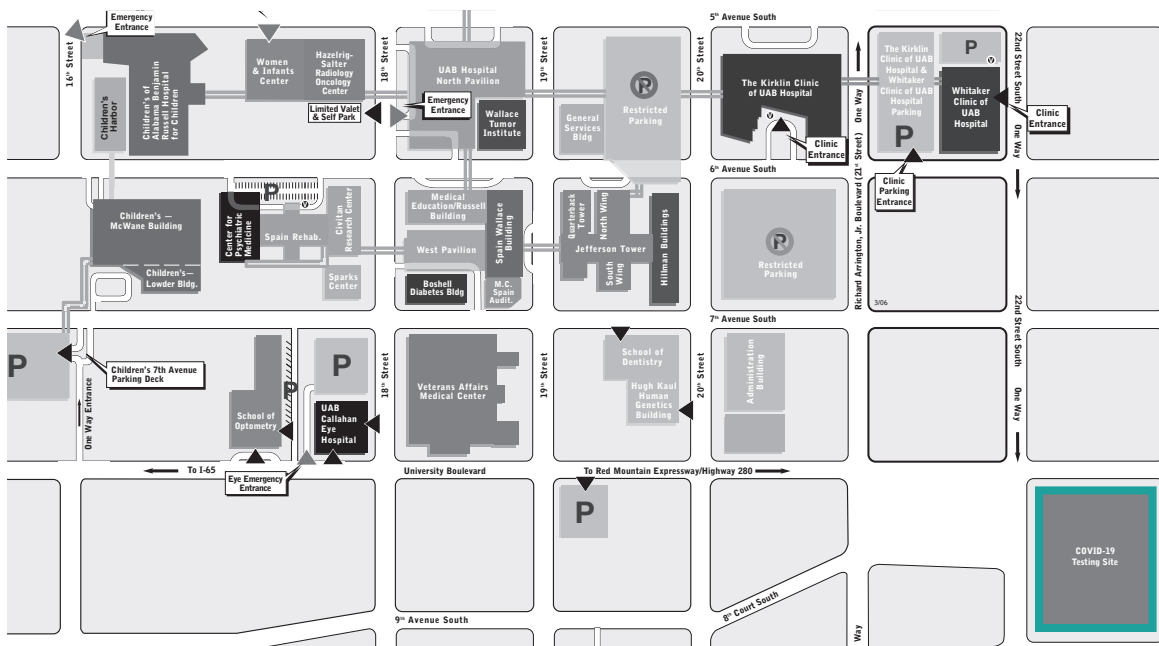 5th Avenue South
Emergency
Entrance
16th Street
Children's of
Alabama Benjamin
Russell Hospital
for Children
Children's
Harbor
Women
& Infants
Center
Hazelrig-
Salter
Radiology
Oncology
Center
18th Street
Limited Valet
& Self Park
UAB Hospital
North Pavilion
Emergency
Entrance
Wallace
Tumor
Institute
19th Street
General
Services
Bldg
R
Restricted
Parking
20th Street
The Kirklin Clinic
of UAB Hospital
V
Clinic
Entrance
One Way
Richard Arrington, Jr. Boulevard (21st Street)
The Kirklin
Clinic of UAB
Hospital &
Whitaker
Clinic of UAB
Hospital
Parking
P
P
V
Whitaker
Clinic of
UAB
Hospital
22nd Street South
One Way
Clinic
Entrance
Clinic
Parking
Entrance
6th Avenue South
Children's —
McWane Building
Children's—
Lowder Bldg.
P
V
Center for
Psychiatric
Medicine
Spain Rehab.
Civitan
Research Center
Sparks
Center
Medical
Education/Russell
Building
West Pavilion
Spain Wallace
Building
Boshell
Diabetes Bldg
M.C.
Spain
Audit.
Quarterback
Tower
North Wing
Jefferson Tower
South
Wing
Hillman Buildings
R
Restricted
Parking
3/06
7th Avenue South
P
Children's 7th Avenue
Parking Deck
One Way Entrance
School of
Optometry
P
P
UAB
Callahan
Eye
Hospital
18th Street
Veterans Affairs
Medical Center
19th Street
School of
Dentistry
Hugh Kaul
Human
Genetics
Building
20th Street
Administration
Building
22nd Street South
One Way
To I-65
Eye Emergency
Entrance
University Boulevard
To Red Mountain Expressway/Highway 280
P
COVID-19
Testing Site
8th Court South
9th Avenue South
Way